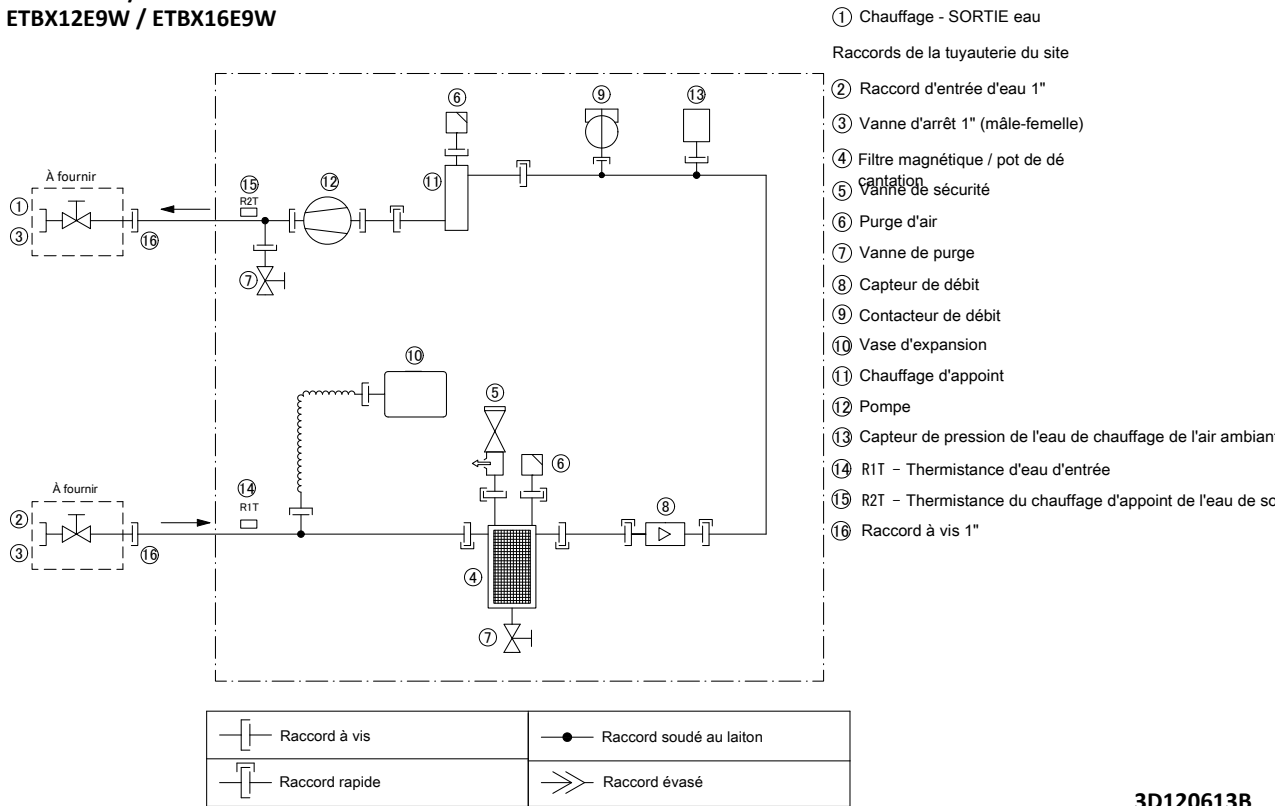 ETBX12E9W / ETBX16E9W
① Chauffage - SORTIE eau
Raccords de la tuyauterie du site
② Raccord d'entrée d'eau 1"
③ Vanne d'arrêt 1" (mâle-femelle)
④ Filtre magnétique / pot de dé
cantation
⑤ Vanne de sécurité
⑥ Purge d'air
⑦ Vanne de purge
⑧ Capteur de débit
⑨ Contacteur de débit
⑩ Vase d'expansion
⑪ Chauffage d'appoint
⑫ Pompe
⑬ Capteur de pression de l'eau de chauffage de l'air ambiant
⑭ R1T - Thermistance d'eau d'entrée
⑮ R2T - Thermistance du chauffage d'appoint de l'eau de so
⑯ Raccord à vis 1"
⑥ ⑨ ⑬
À fournir
⑮ ⑫ ⑪
R2T
①
③
⑯
⑦
⑩
⑤
⑥
À fournir
⑭
R1T
⑧
②
③
⑯
④
⑦
Raccord à vis
Raccord soudé au laiton
Raccord rapide
Raccord évasé
3D120613B